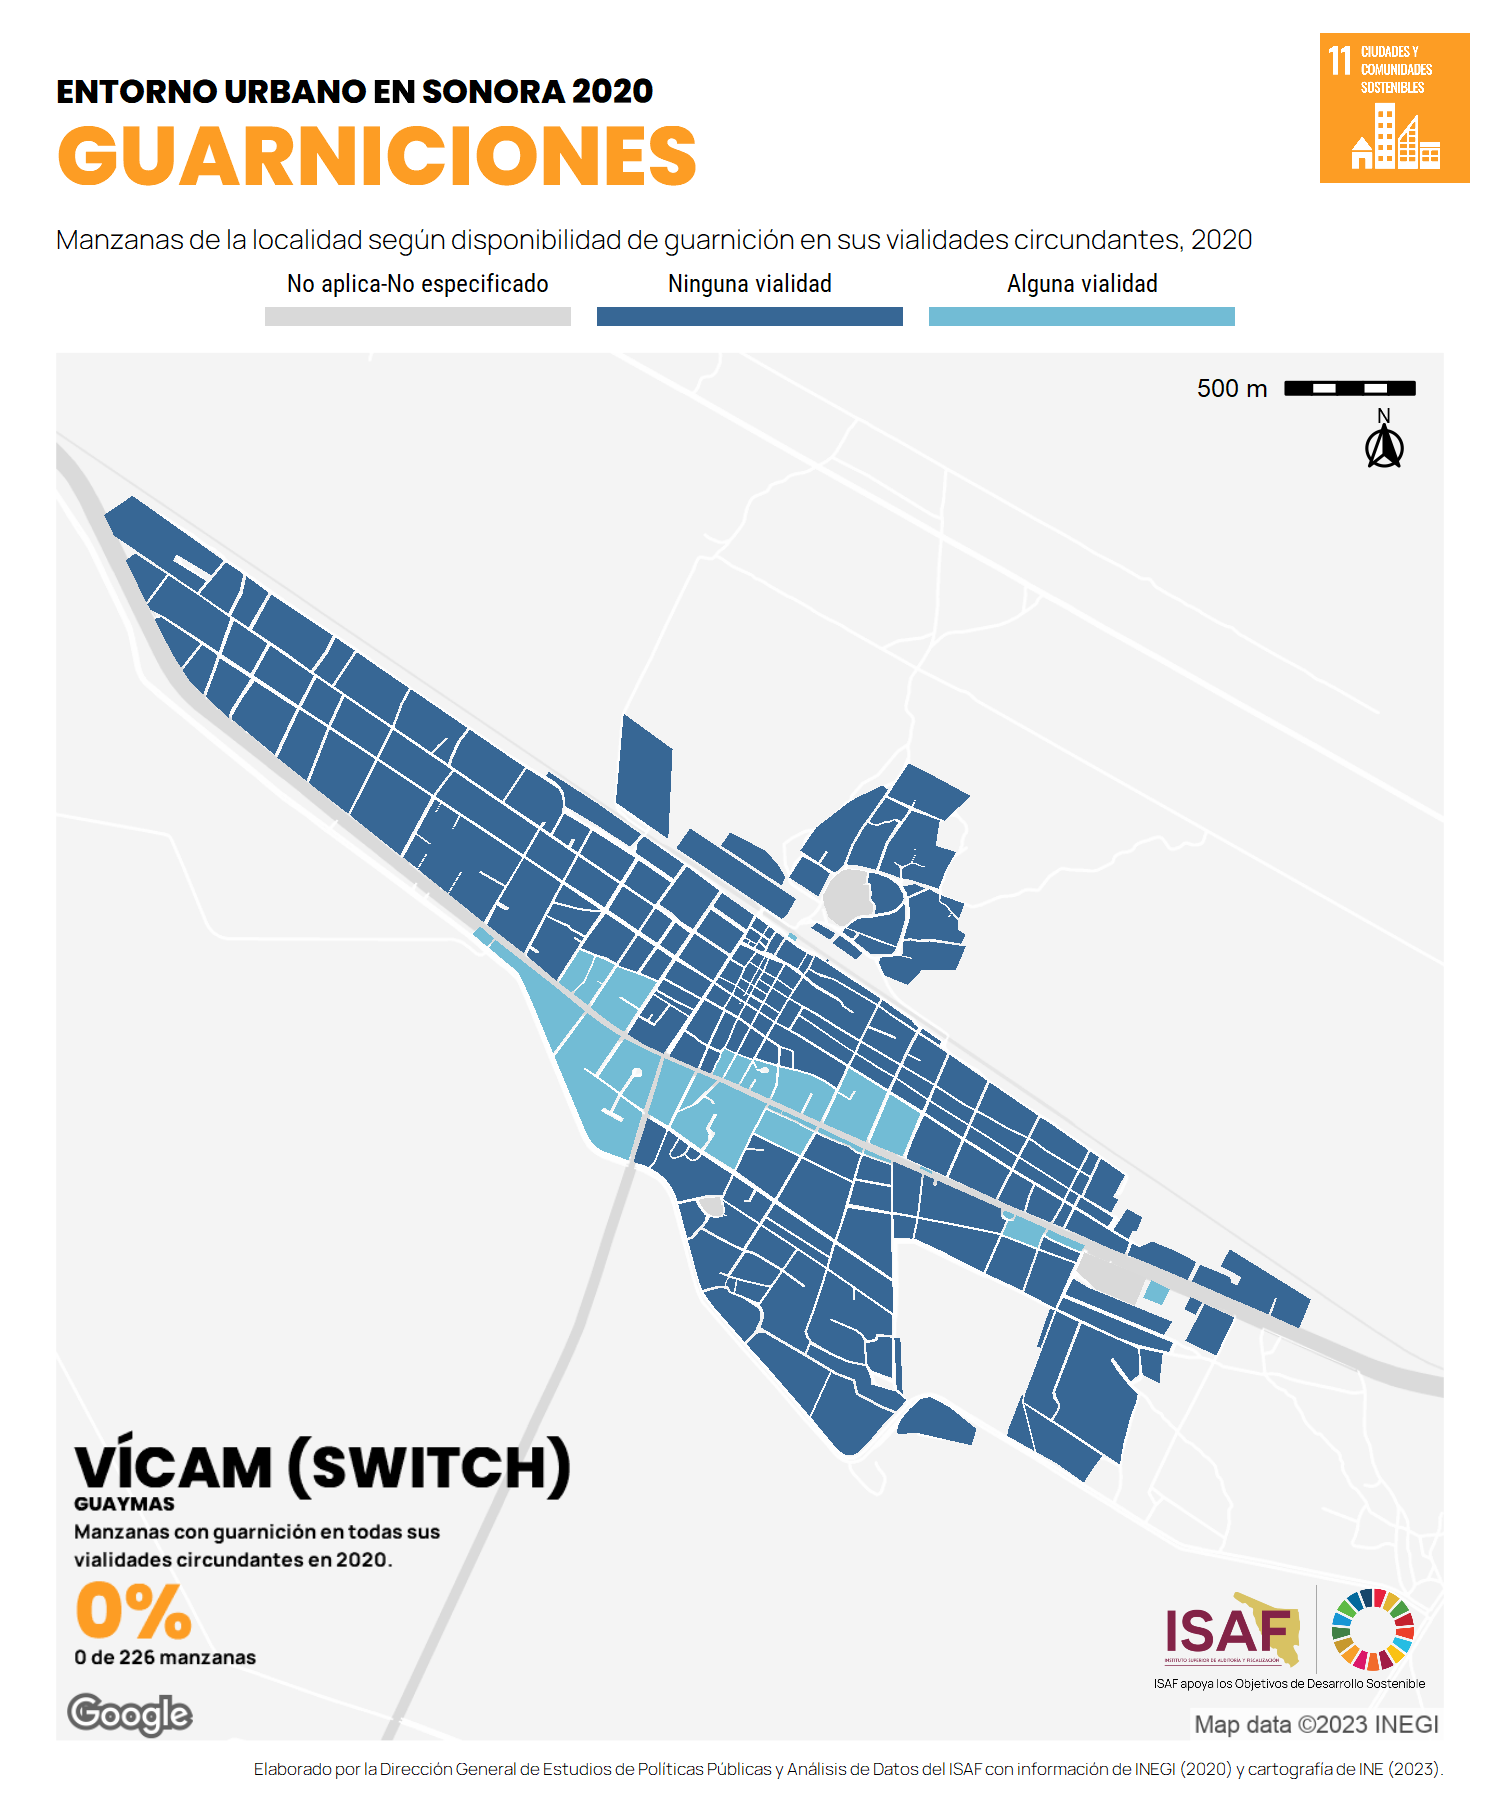 ENTORNO URBANO EN SONORA 2020
GUARNICIONES
11 CIUDADES Y
COMUNIDADES
SOSTENIBLES
Manzanas de la localidad según disponibilidad de guarnición en sus vialidades circundantes, 2020
No aplica-No especificado
Ninguna vialidad
Alguna vialidad
500 m
N
VÍCAM (SWITCH)
GUAYMAS
Manzanas con guarnición en todas sus
vialidades circundantes en 2020.
0%
0 de 226 manzanas
Google
ISAF
INSTITUTO SUPERIOR DE AUDITORÍA Y FISCALIZACIÓN
ISAF apoya los Objetivos de Desarrollo Sostenible
Map data ©2023 INEGI
Elaborado por la Dirección General de Estudios de Políticas Públicas y Análisis de Datos del ISAF con información de INEGI (2020) y cartografía de INE (2023).